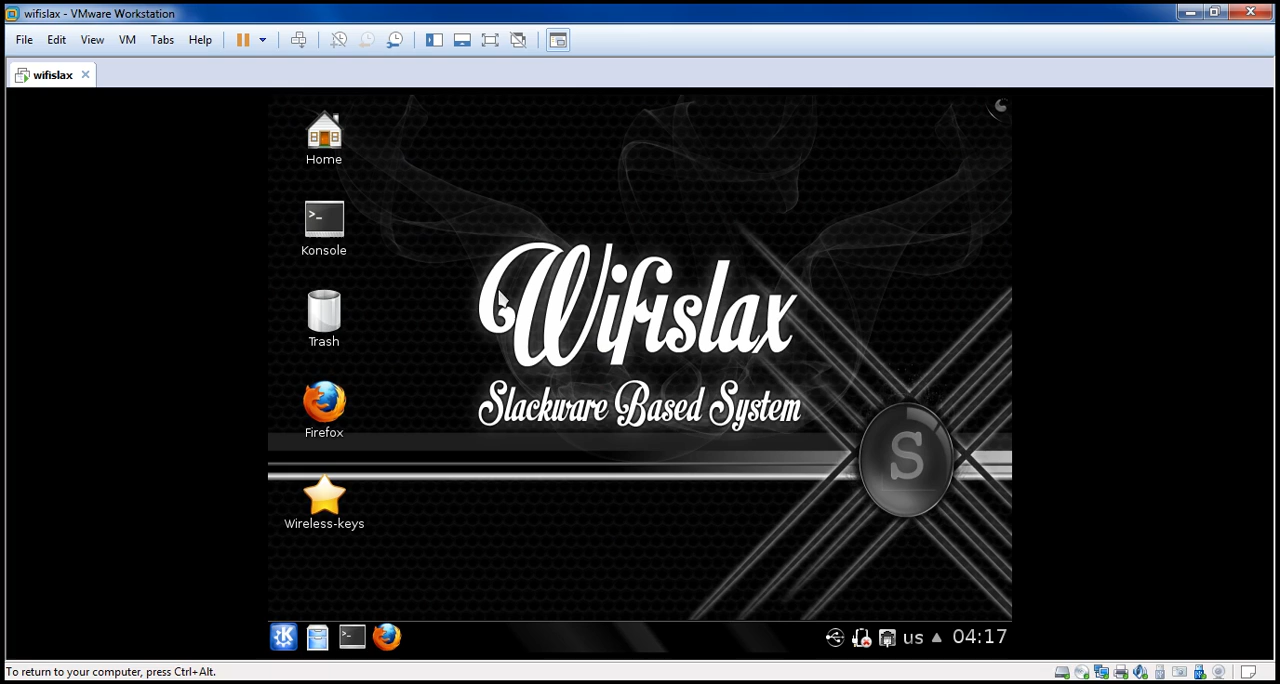 wifislax - VMware Workstation
File Edit View VM Tabs Help
wifislax
Home
Konsole
Trash
Firefox
Wireless-keys
Wifislax
Slackware Based System
S
us 04:17
To return to your computer, press Ctrl+Alt.